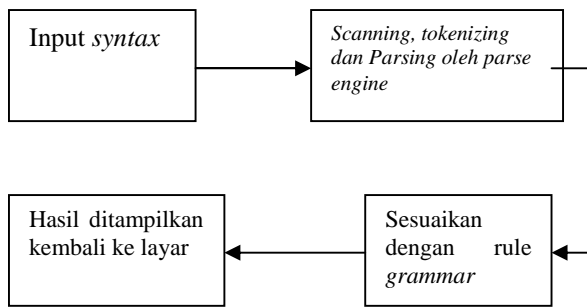 Input syntax
Scanning, tokenizing
dan Parsing oleh parse
engine
Hasil ditampilkan
kembali ke layar
Sesuaikan
dengan rule
grammar